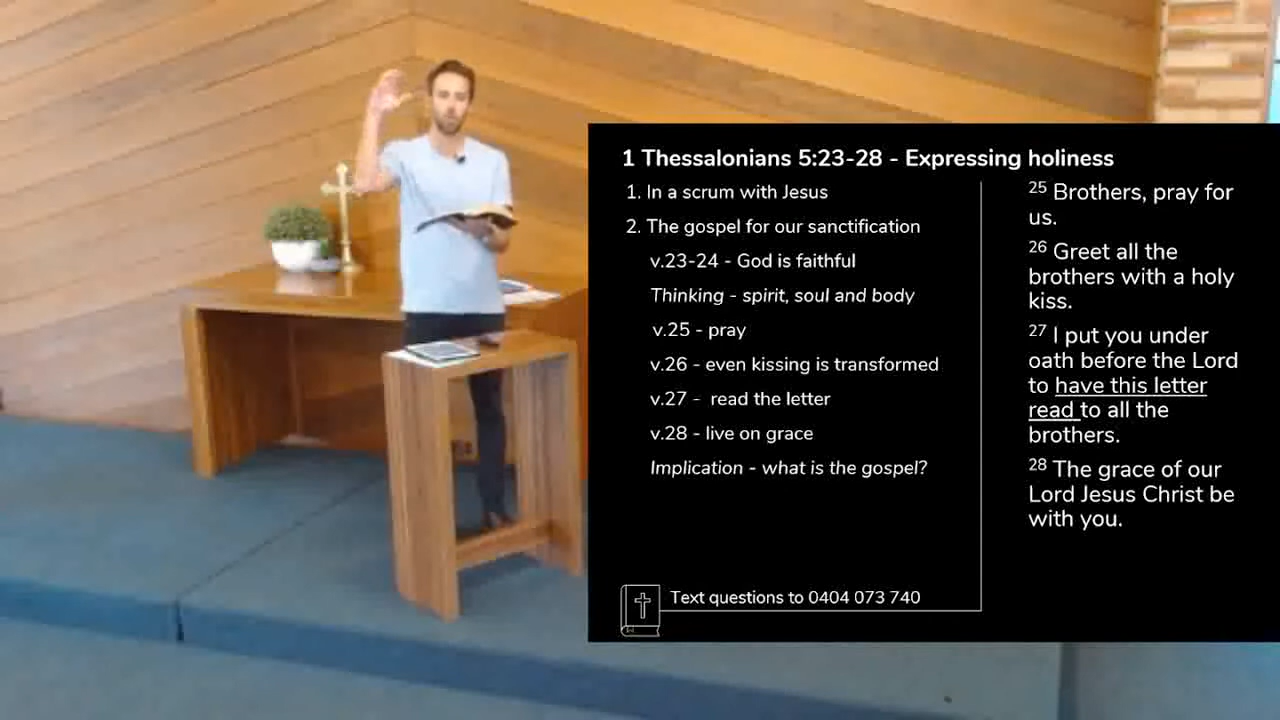 1 Thessalonians 5:23-28 - Expressing holiness
1. In a scrum with Jesus
2. The gospel for our sanctification
v.23-24 - God is faithful
Thinking - spirit, soul and body
v.25 - pray
v.26 - even kissing is transformed
v.27 - read the letter
v.28 - live on grace
Implication - what is the gospel?
25 Brothers, pray for
us.
26 Greet all the
brothers with a holy
kiss.
27 I put you under
oath before the Lord
to have this letter
read to all the
brothers.
28 The grace of our
Lord Jesus Christ be
with you.
Text questions to 0404 073 740